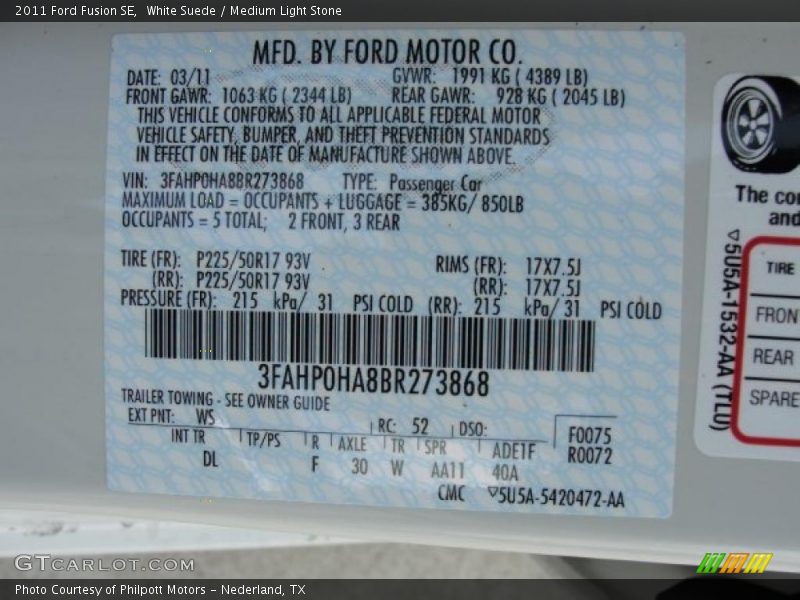 2011 Ford Fusion SE, White Suede / Medium Light Stone
MFD. BY FORD MOTOR CO.
DATE: 03/11 GVWR: 1991 KG ( 4389 LB)
FRONT GAWR: 1063 KG ( 2344 LB) REAR GAWR: 928 KG ( 2045 LB)
THIS VEHICLE CONFORMS TO ALL APPLICABLE FEDERAL MOTOR
VEHICLE SAFETY, BUMPER, AND THEFT PREVENTION STANDARDS
IN EFFECT ON THE DATE OF MANUFACTURE SHOWN ABOVE.
VIN: 3FAHP0HA8BR273868 TYPE: Passenger Car
MAXIMUM LOAD = OCCUPANTS + LUGGAGE = 385KG/ 850LB
OCCUPANTS = 5 TOTAL; 2 FRONT, 3 REAR
TIRE (FR): P225/50R17 93V RIMS (FR): 17X7.5J
(RR): P225/50R17 93V (RR): 17X7.5J
PRESSURE (FR): 215 kPa/ 31 PSI COLD (RR): 215 kPa/ 31 PSI COLD
3FAHP0HA8BR273868
TRAILER TOWING - SEE OWNER GUIDE
EXT PNT: WS RC: 52 DSO: F0075
INT TR TP/PS R AXLE TR SPR ADEIF R0072
DL F 30 W AA11 40A
CMC ▽5U5A-5420472-AA
The con
and
▽5U5A-1532-AA (TLU)
TIRE
FRON
REAR
SPARE
GTCARLOT.COM
Photo Courtesy of Philpott Motors - Nederland, TX